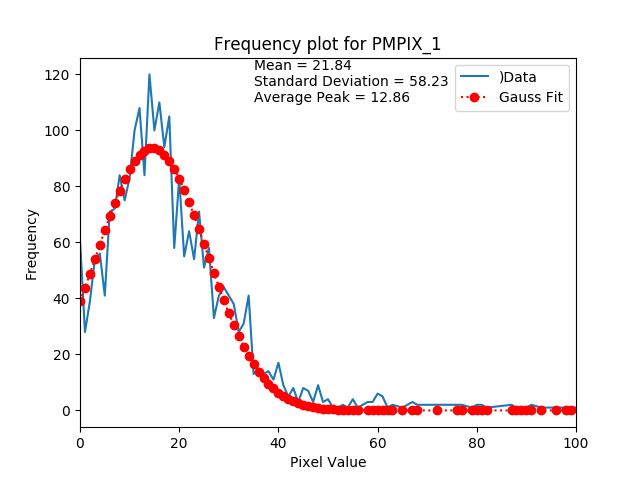 Frequency plot for PMPIX_1
Mean = 21.84
Standard Deviation = 58.23
Average Peak = 12.86
)Data
Gauss Fit
Frequency
120
100
80
60
40
20
0
0 20 40 60 80 100
Pixel Value